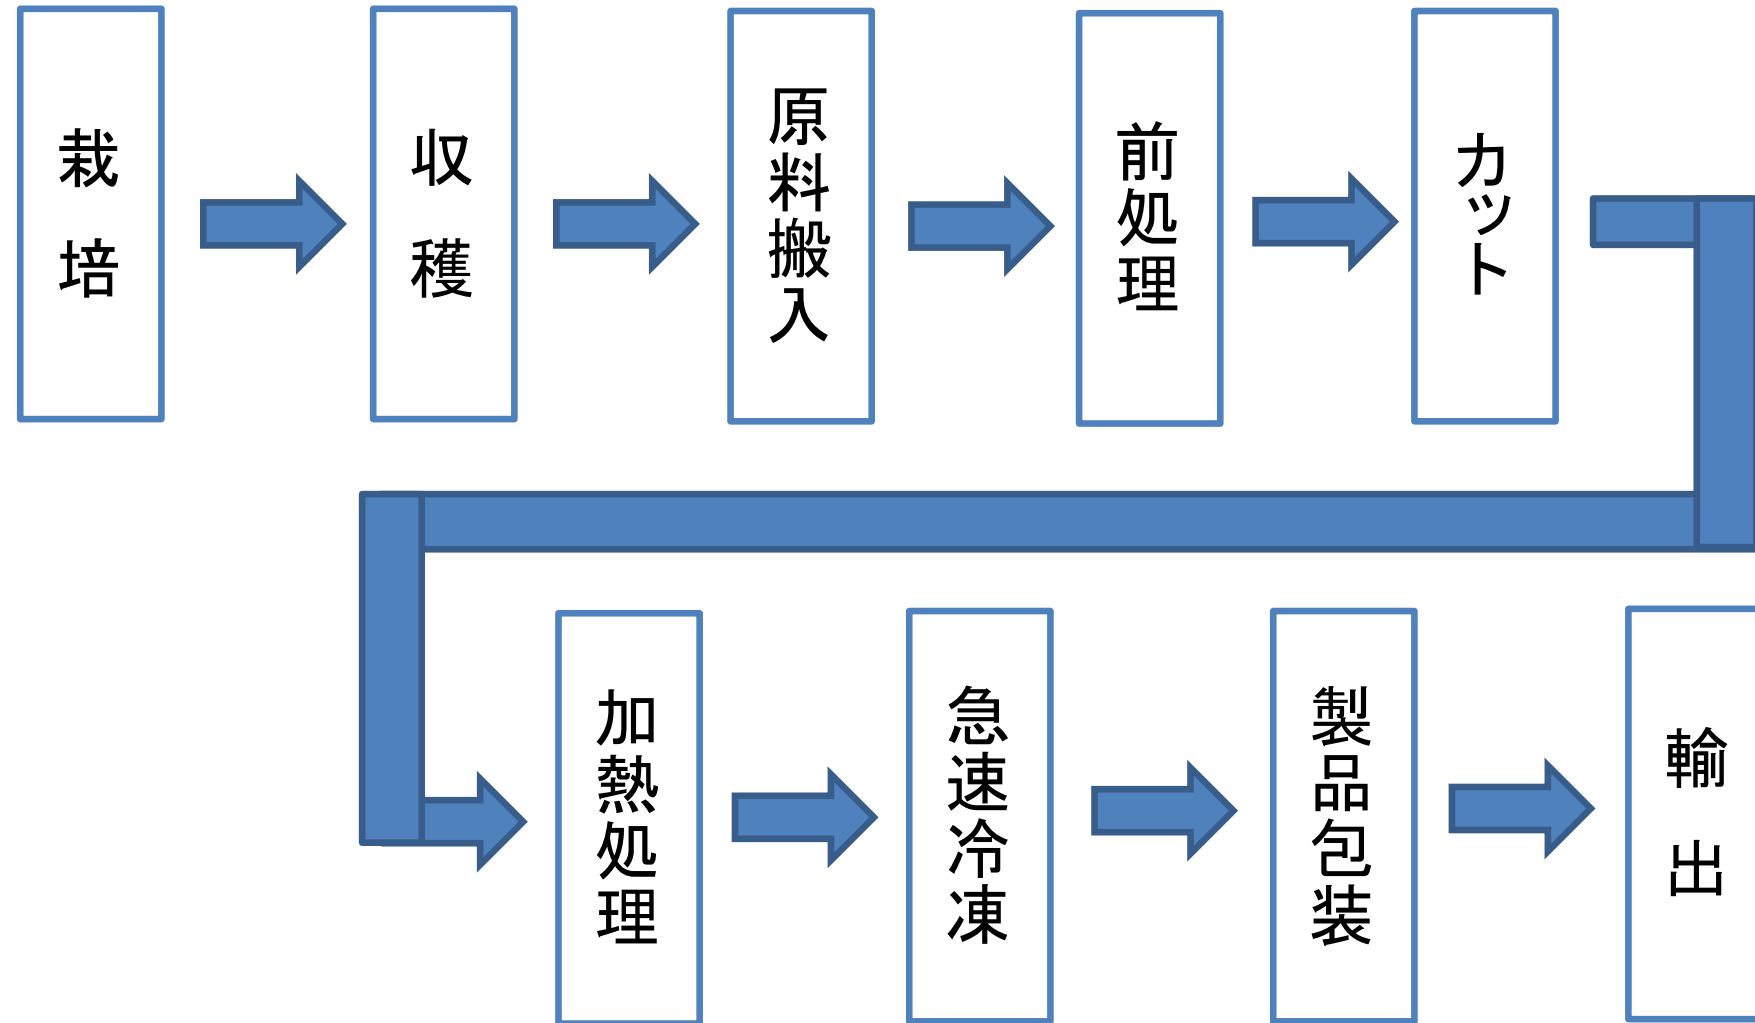 栽培
収穫
原料搬入
前処理
カット
加熱処理
急速冷凍
製品包装
輸出